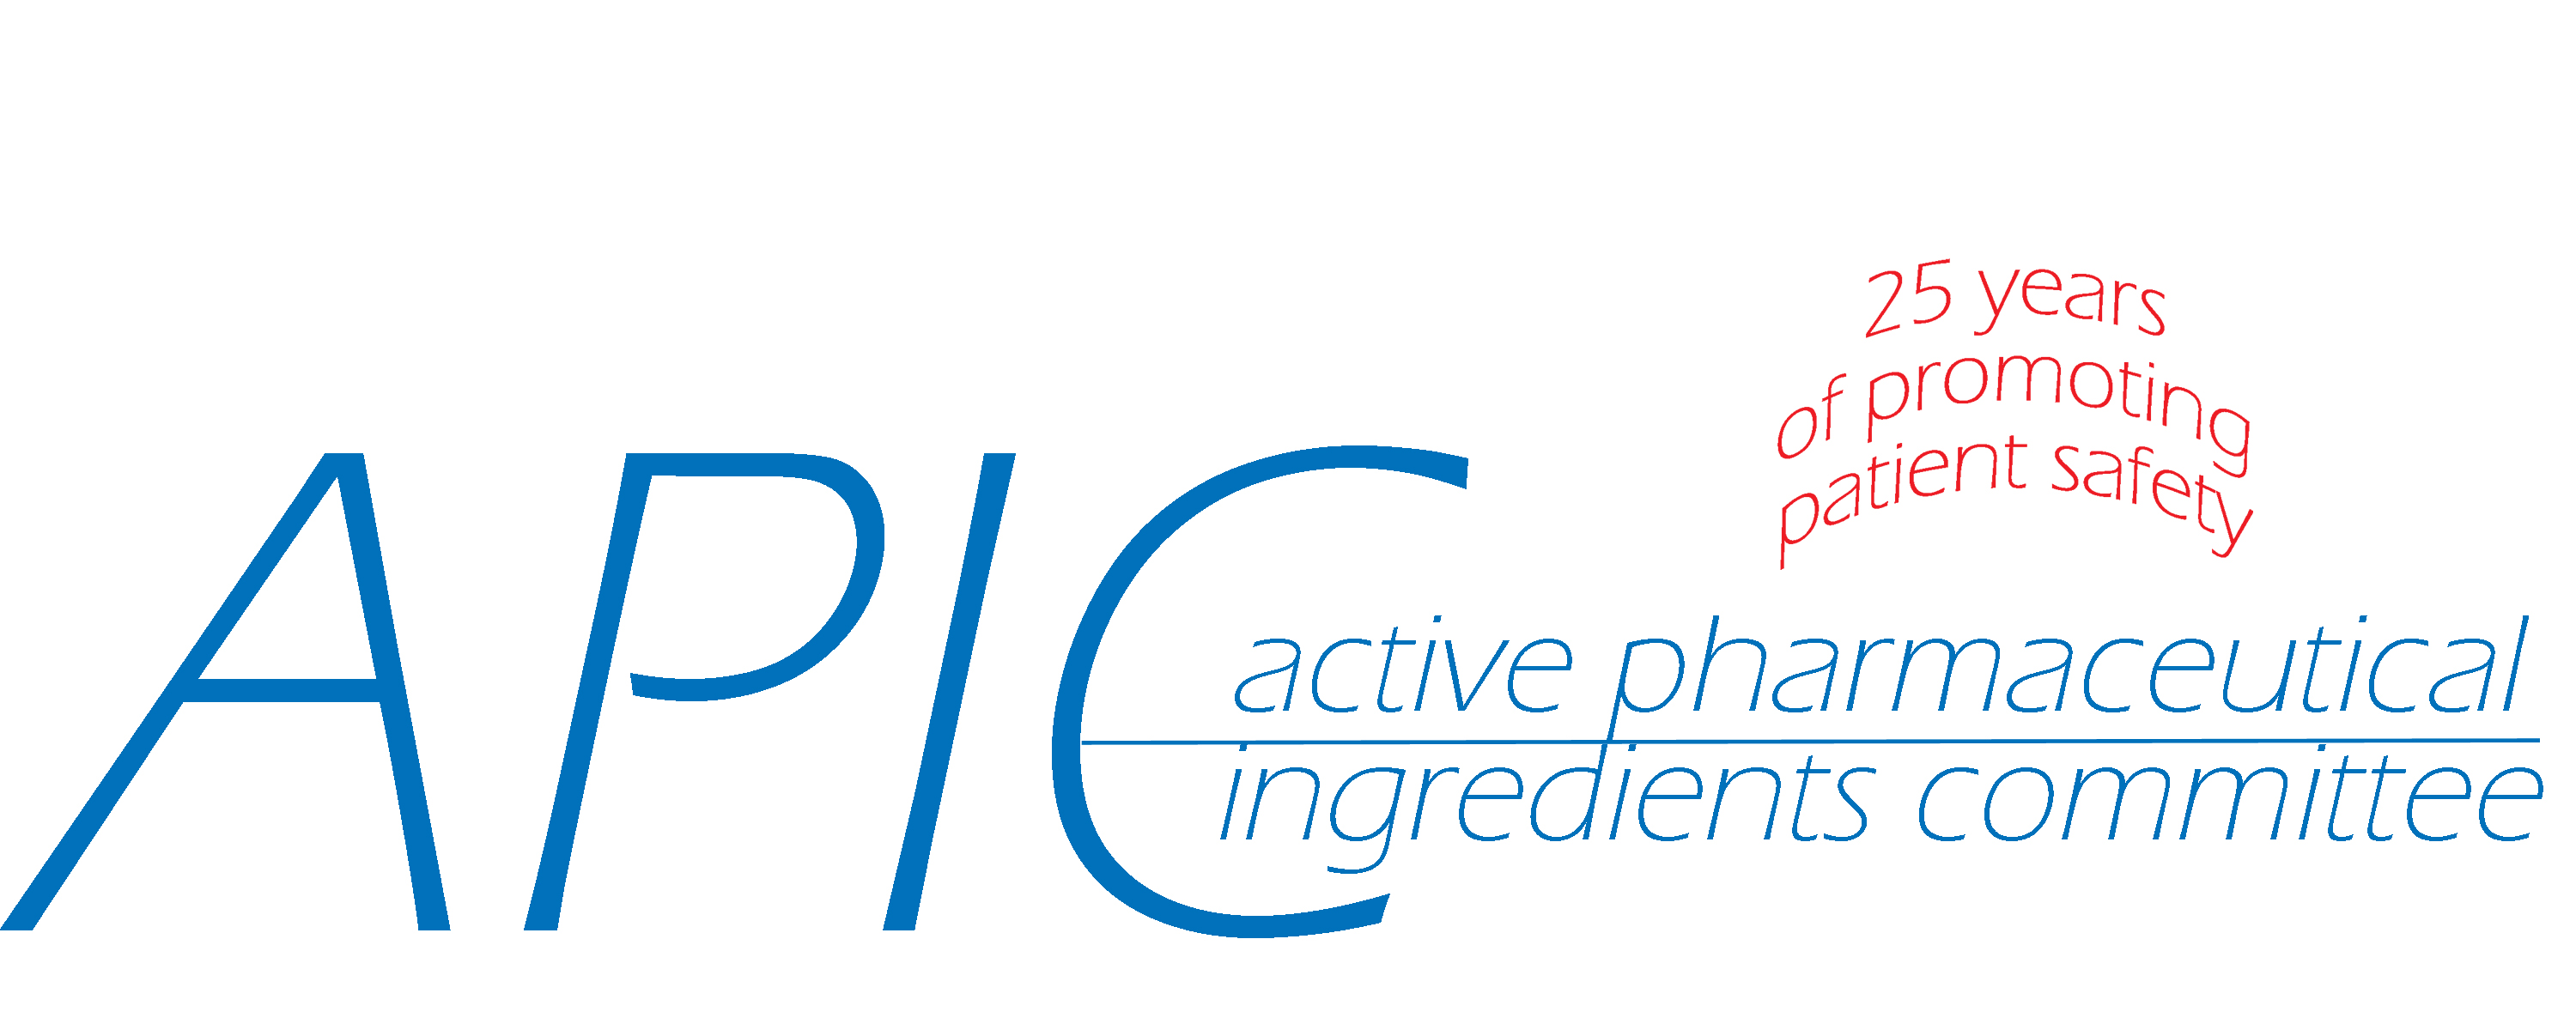 25 years
of promoting
patient safety
APIC
active pharmaceutical
ingredients committee